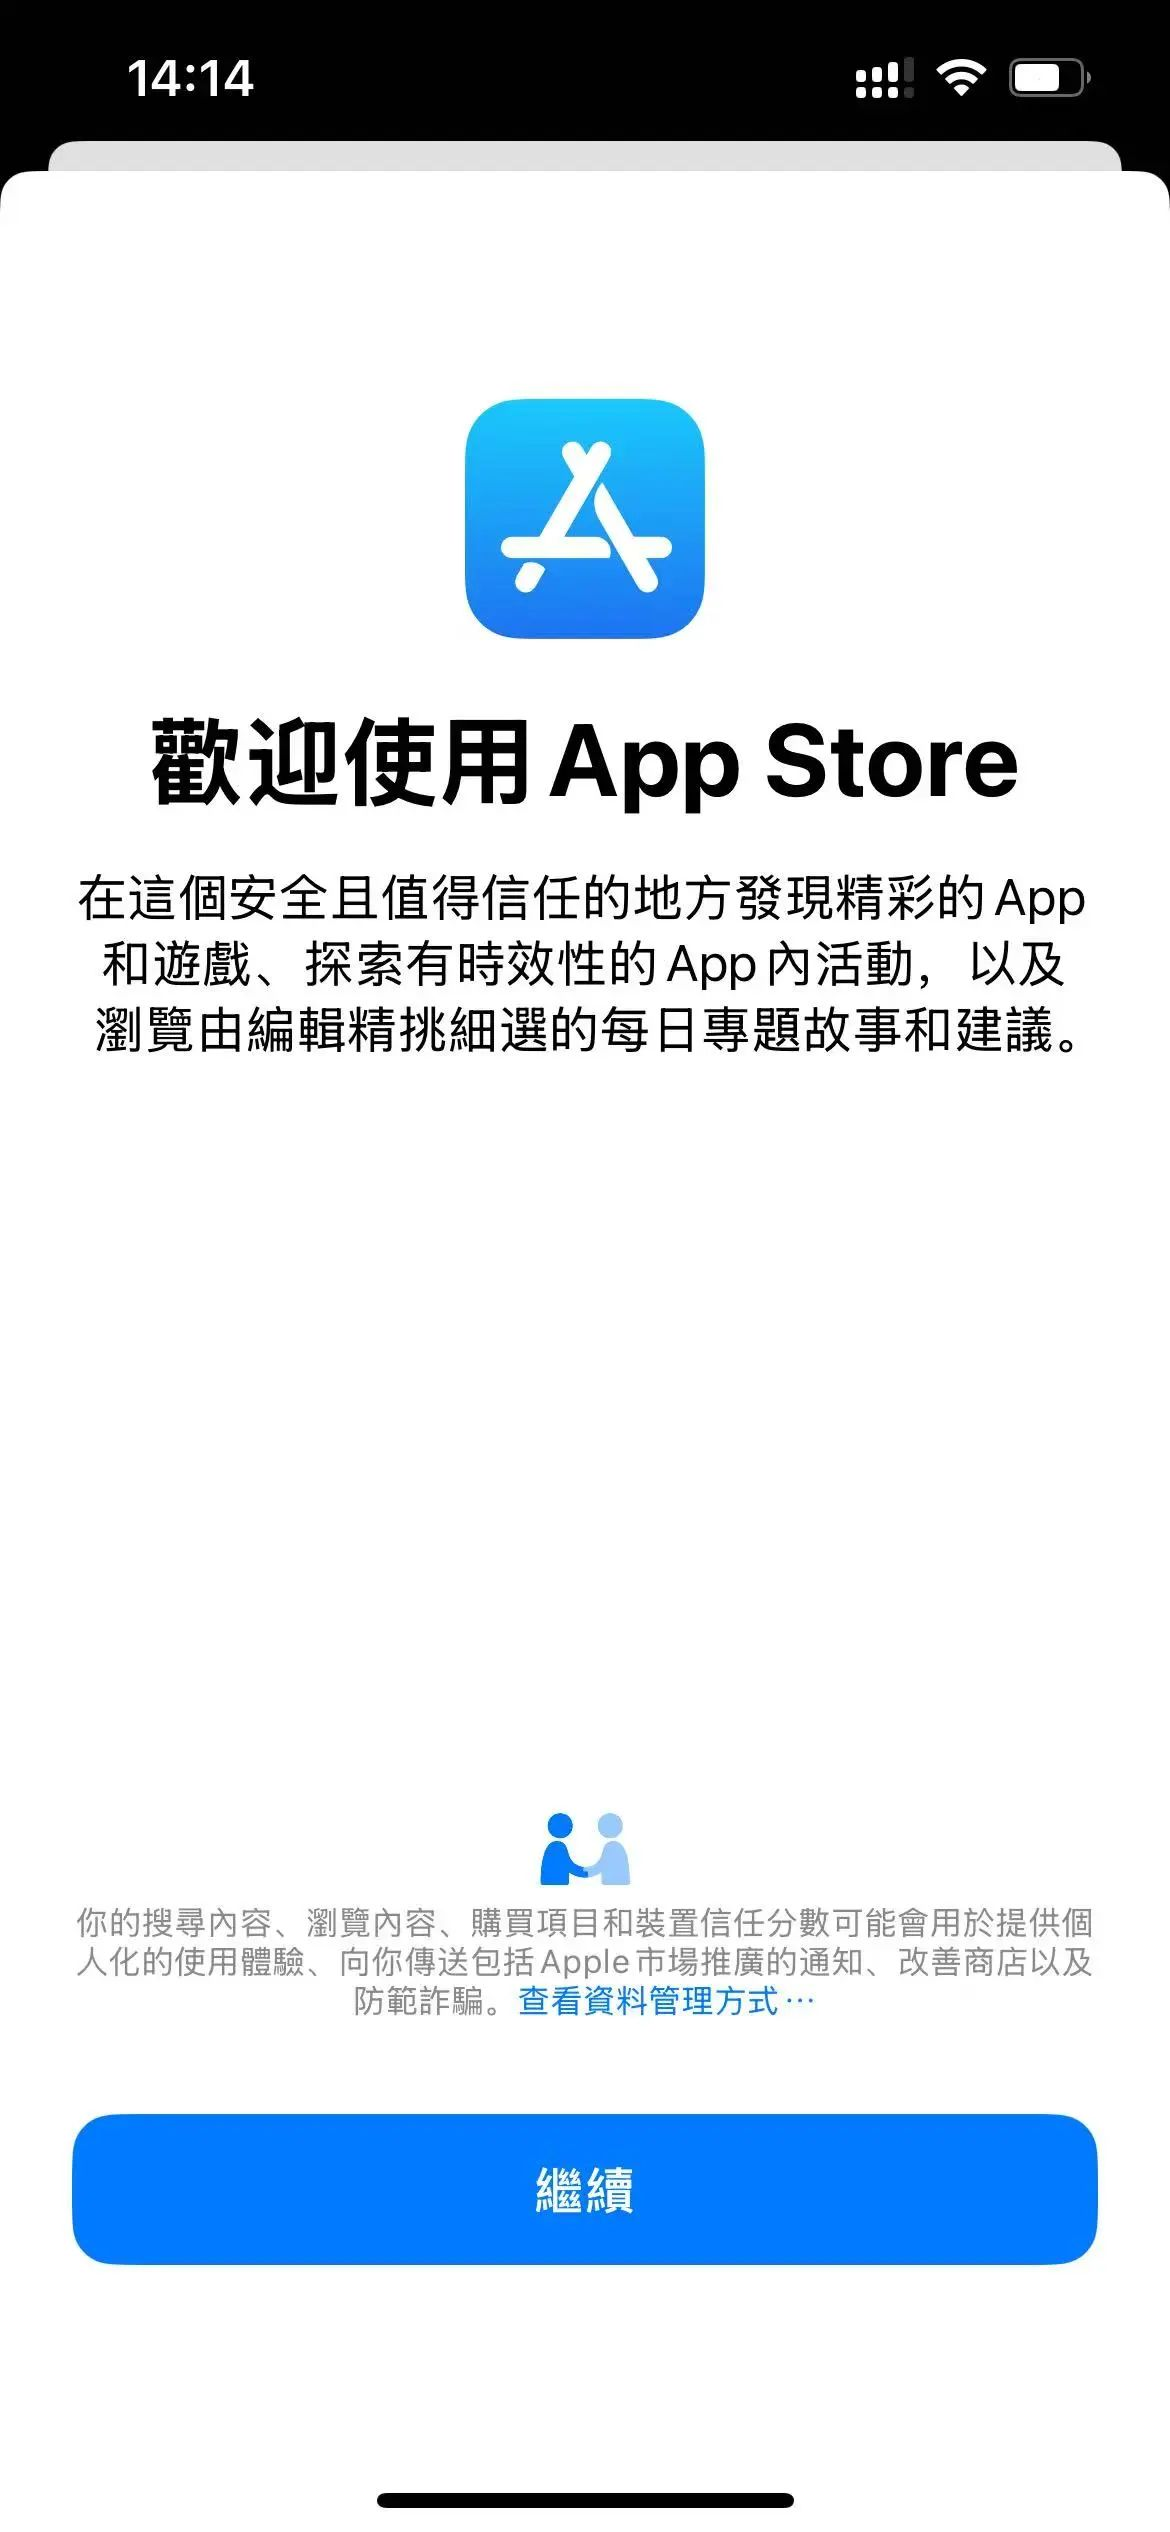 14:14
歡迎使用 App Store
在這個安全且值得信任的地方發現精彩的 App
和遊戲、探索有時效性的 App 內活動，以及
瀏覽由編輯精挑細選的每日專題故事和建議。
你的搜尋內容、瀏覽內容、購買項目和裝置信任分數可能會用於提供個
人化的使用體驗、向你傳送包括 Apple 市場推廣的通知、改善商店以及
防範詐騙。查看資料管理方式⋯
繼續